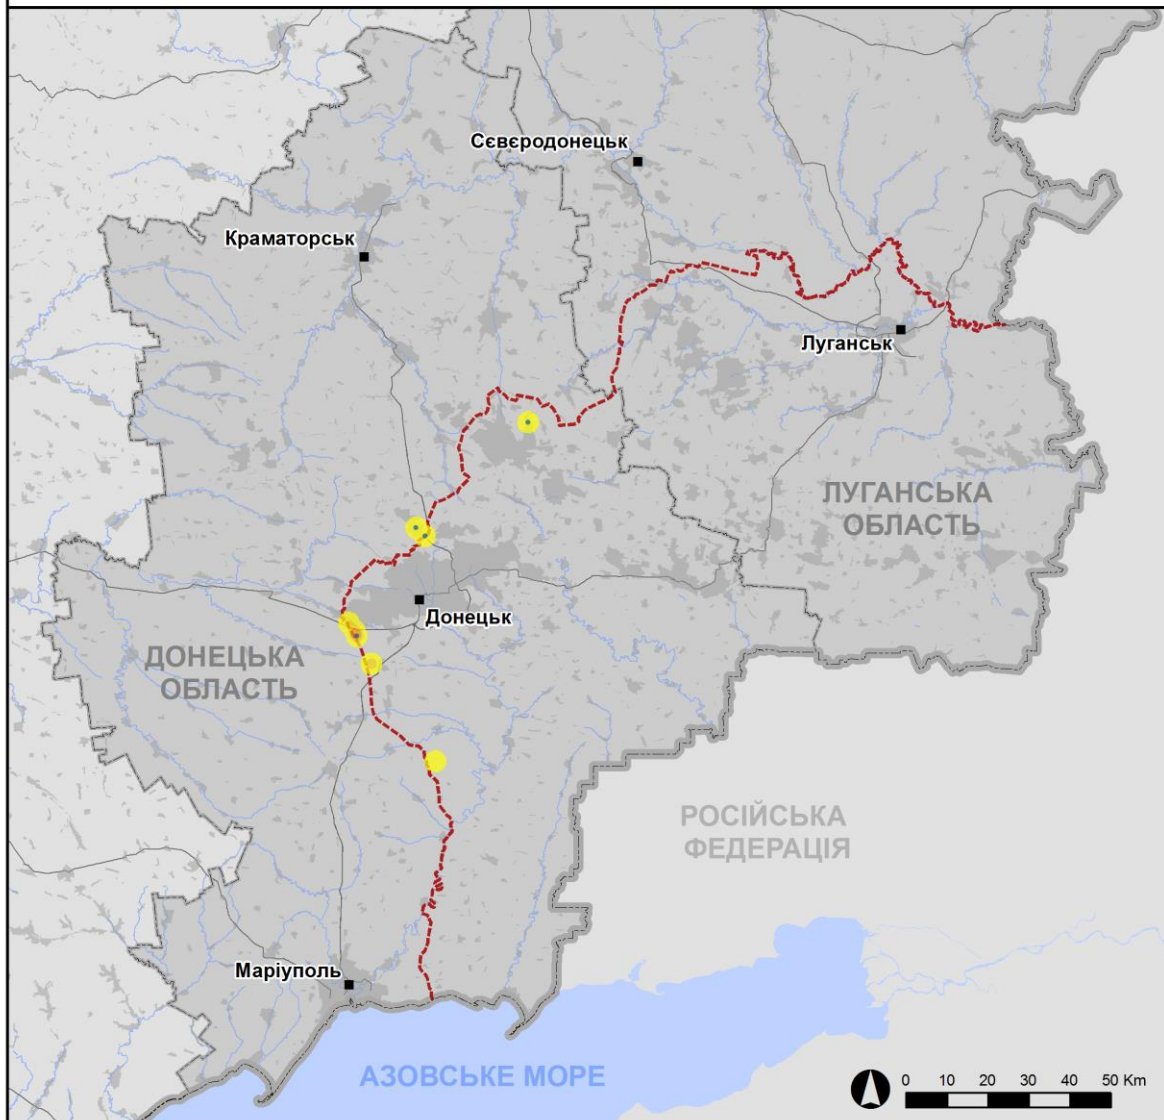 Сєвєродонецьк
Краматорськ
Луганськ
ЛУГАНСЬКА
ОБЛАСТЬ
Донецьк
ДОНЕЦЬКА
ОБЛАСТЬ
РОСІЙСЬКА
ФЕДЕРАЦІЯ
Маріуполь
АЗОВСЬКЕ МОРЕ
0 10 20 30 40 50 Km